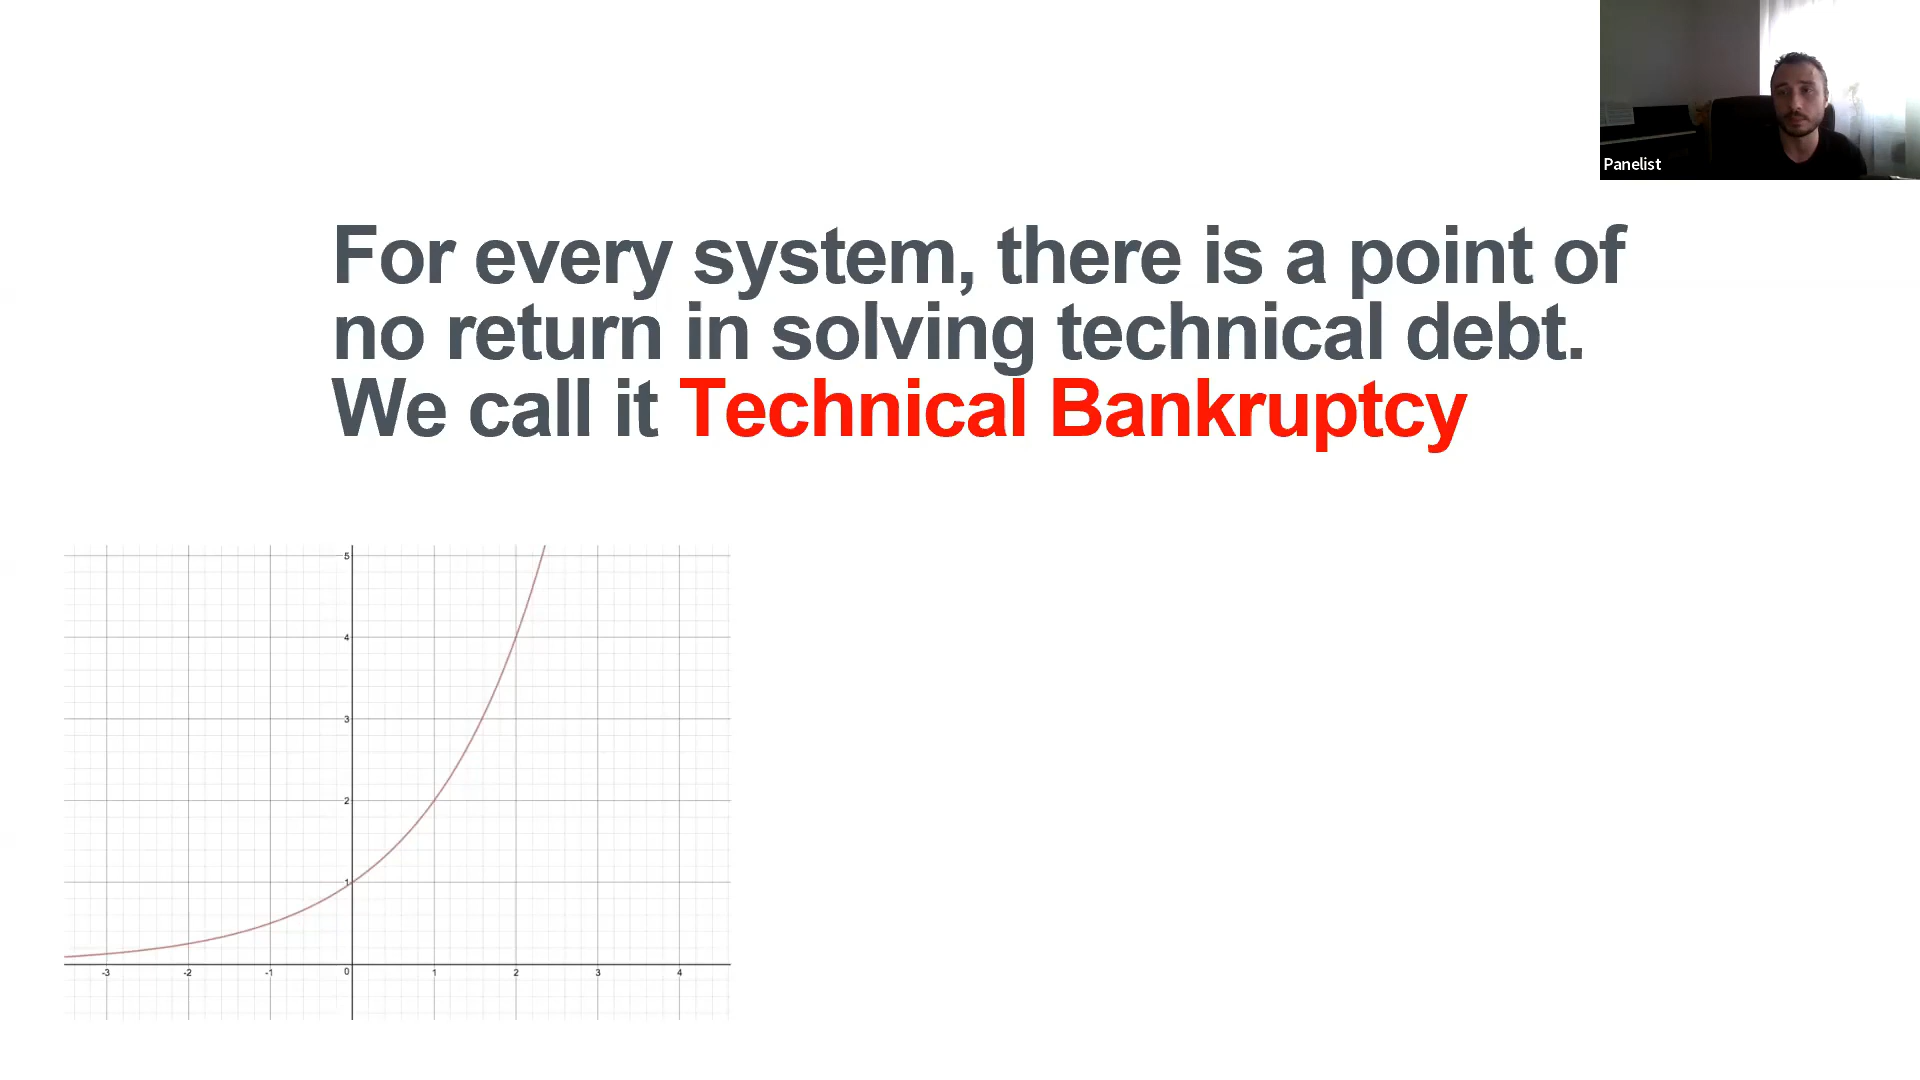 Panelist
For every system, there is a point of
no return in solving technical debt.
We call it Technical Bankruptcy
5
4
3
2
1
-3 -2 -1 0 1 2 3 4